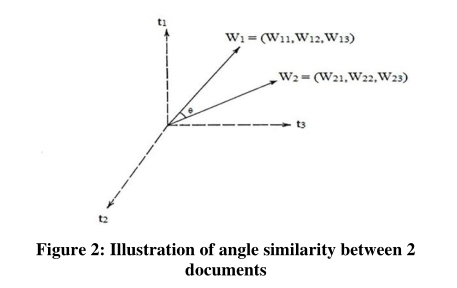 t1
W1 = (W11,W12,W13)
W2 = (W21,W22,W23)
θ
t3
t2
Figure 2: Illustration of angle similarity between 2
documents